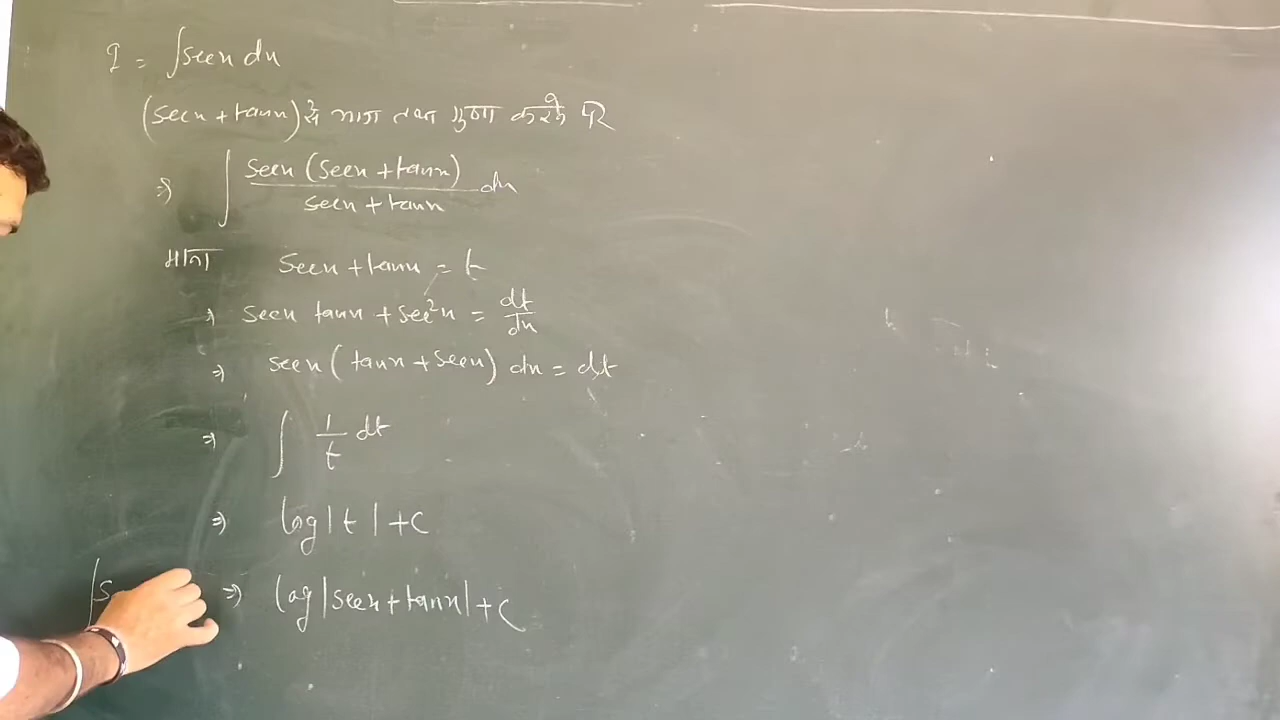 I = ∫secx dx
(secx + tanx) से भाग तथा गुणा करने पर
⇒ ∫ secx (secx + tanx) / secx + tanx dx
माना secx + tanx = t
⇒ secx tanx + sec²x = dt/dx
⇒ secx (tanx + secx) dx = dt
⇒ ∫ 1/t dt
⇒ log|t| + c
∫s ⇒ log|secx + tanx| + c